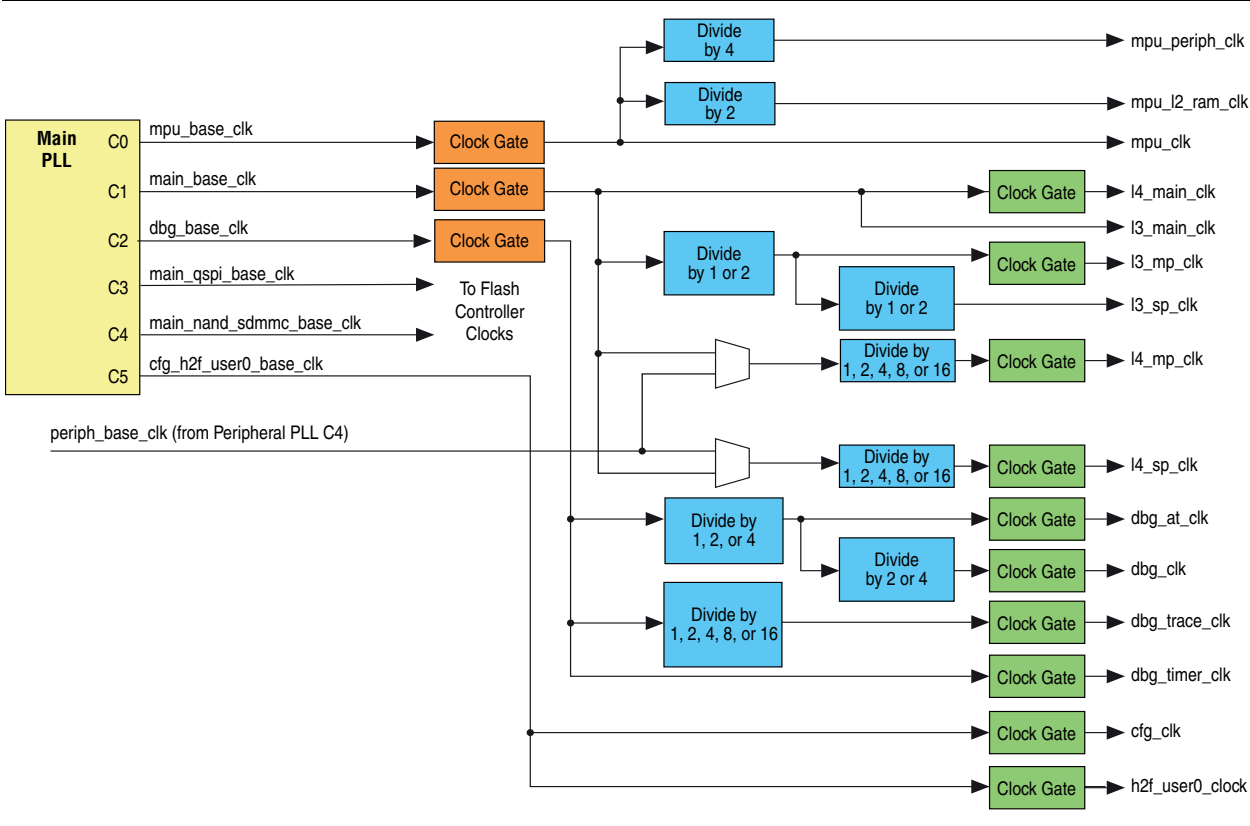 Divide
by 4
mpu_periph_clk
Divide
by 2
mpu_l2_ram_clk
Main
PLL
C0
mpu_base_clk
Clock Gate
mpu_clk
C1
main_base_clk
Clock Gate
Clock Gate
l4_main_clk
l3_main_clk
C2
dbg_base_clk
Clock Gate
Divide
by 1 or 2
Clock Gate
l3_mp_clk
C3
main_qspi_base_clk
To Flash
Controller
Clocks
Divide
by 1 or 2
l3_sp_clk
C4
main_nand_sdmmc_base_clk
Divide by
1, 2, 4, 8, or 16
Clock Gate
l4_mp_clk
C5
cfg_h2f_user0_base_clk
periph_base_clk (from Peripheral PLL C4)
Divide by
1, 2, 4, 8, or 16
Clock Gate
l4_sp_clk
Divide by
1, 2, or 4
Clock Gate
dbg_at_clk
Divide
by 2 or 4
Clock Gate
dbg_clk
Divide by
1, 2, 4, 8, or 16
Clock Gate
dbg_trace_clk
Clock Gate
dbg_timer_clk
Clock Gate
cfg_clk
Clock Gate
h2f_user0_clock